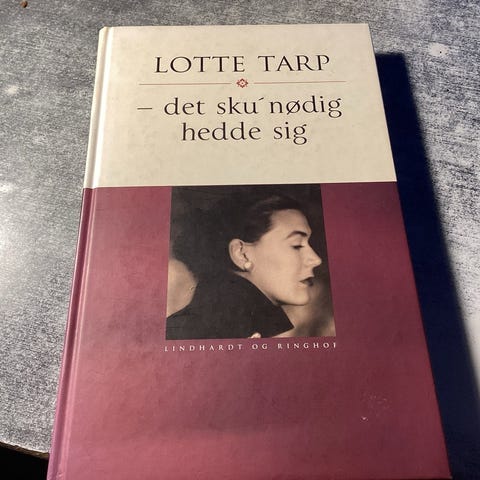 LOTTE TARP
– det sku´nødig
hedde sig
LINDHARDT OG RINGHOF